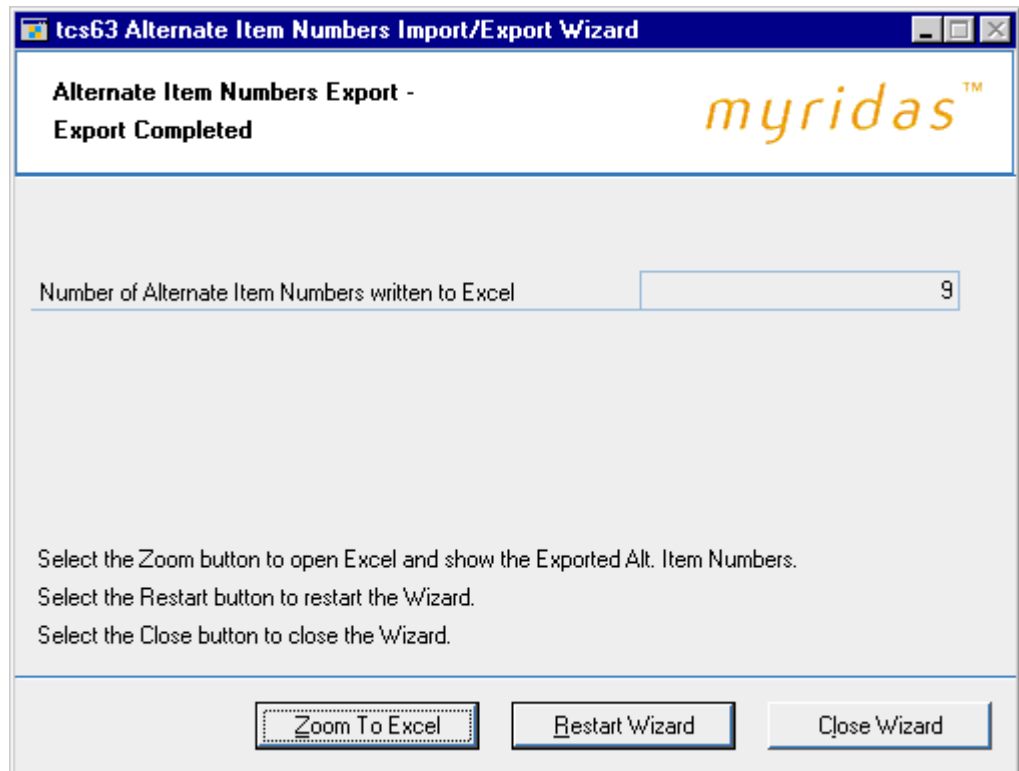 tcs63 Alternate Item Numbers Import/Export Wizard
Alternate Item Numbers Export -
Export Completed
myridas™
Number of Alternate Item Numbers written to Excel 9
Select the Zoom button to open Excel and show the Exported Alt. Item Numbers.
Select the Restart button to restart the Wizard.
Select the Close button to close the Wizard.
Zoom To Excel Restart Wizard Close Wizard